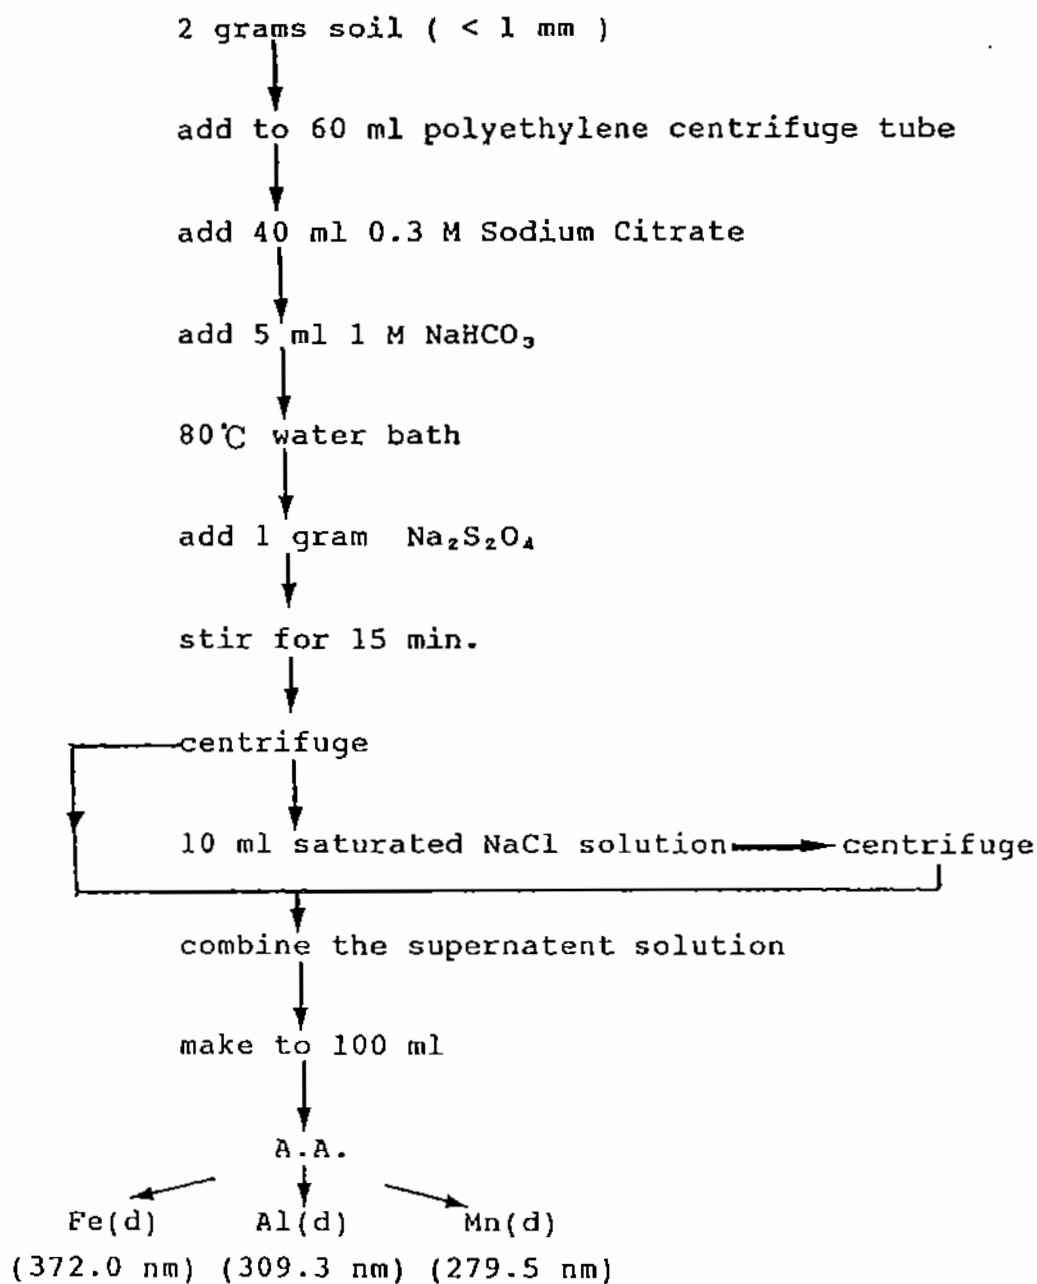 2 grams soil ( < 1 mm )
add to 60 ml polyethylene centrifuge tube
add 40 ml 0.3 M Sodium Citrate
add 5 ml 1 M NaHCO₃
80℃ water bath
add 1 gram Na₂S₂O₄
stir for 15 min.
centrifuge
10 ml saturated NaCl solution centrifuge
combine the supernatent solution
make to 100 ml
A.A.
Fe(d) Al(d) Mn(d)
(372.0 nm) (309.3 nm) (279.5 nm)